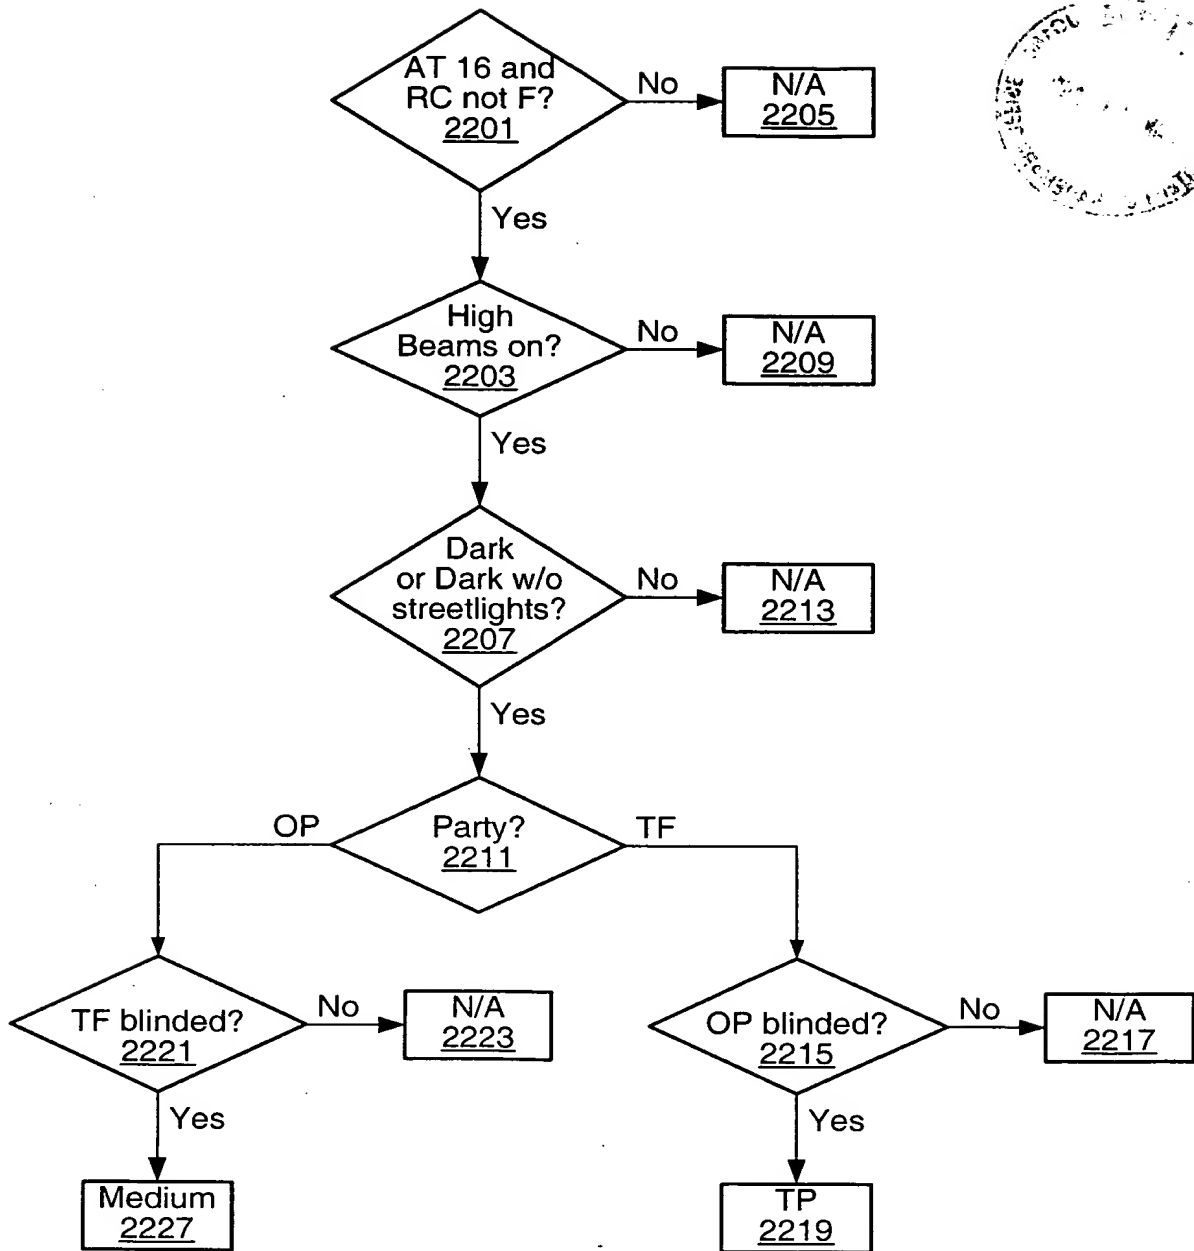 AT 16 and
RC not F?
2201
No
N/A
2205
Yes
High
Beams on?
2203
No
N/A
2209
Yes
Dark
or Dark w/o
streetlights?
2207
No
N/A
2213
Yes
OP
Party?
2211
TF
TF blinded?
2221
No
N/A
2223
OP blinded?
2215
No
N/A
2217
Yes
Yes
Medium
2227
TP
2219